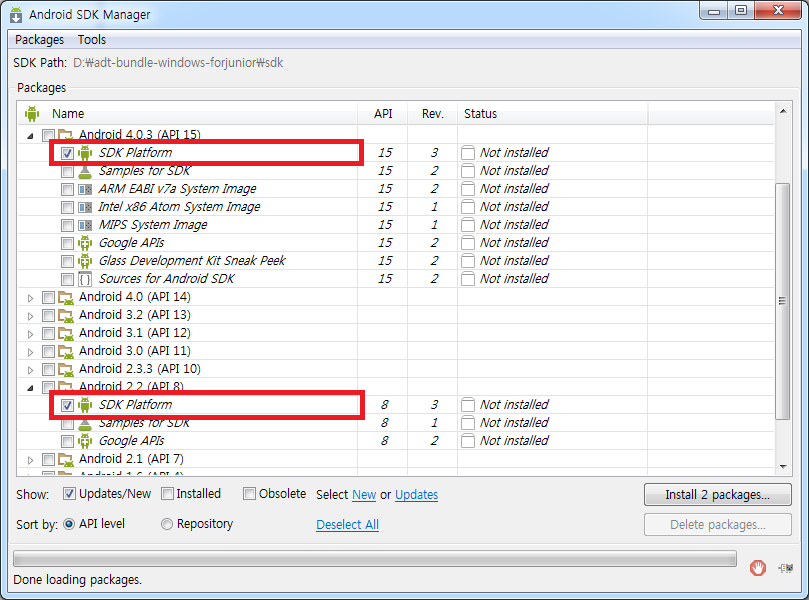 Android SDK Manager
Packages Tools
SDK Path: D:₩adt-bundle-windows-forjunior₩sdk
Packages
Name API Rev. Status
Android 4.0.3 (API 15)
SDK Platform 15 3 Not installed
Samples for SDK 15 2 Not installed
ARM EABI v7a System Image 15 2 Not installed
Intel x86 Atom System Image 15 1 Not installed
MIPS System Image 15 1 Not installed
Google APIs 15 2 Not installed
Glass Development Kit Sneak Peek 15 2 Not installed
Sources for Android SDK 15 2 Not installed
Android 4.0 (API 14)
Android 3.2 (API 13)
Android 3.1 (API 12)
Android 3.0 (API 11)
Android 2.3.3 (API 10)
Android 2.2 (API 8)
SDK Platform 8 3 Not installed
Samples for SDK 8 1 Not installed
Google APIs 8 2 Not installed
Android 2.1 (API 7)
Android 1.6 (API 4)
Show: Updates/New Installed Obsolete Select New or Updates Install 2 packages...
Sort by: API level Repository Deselect All Delete packages...
Done loading packages.